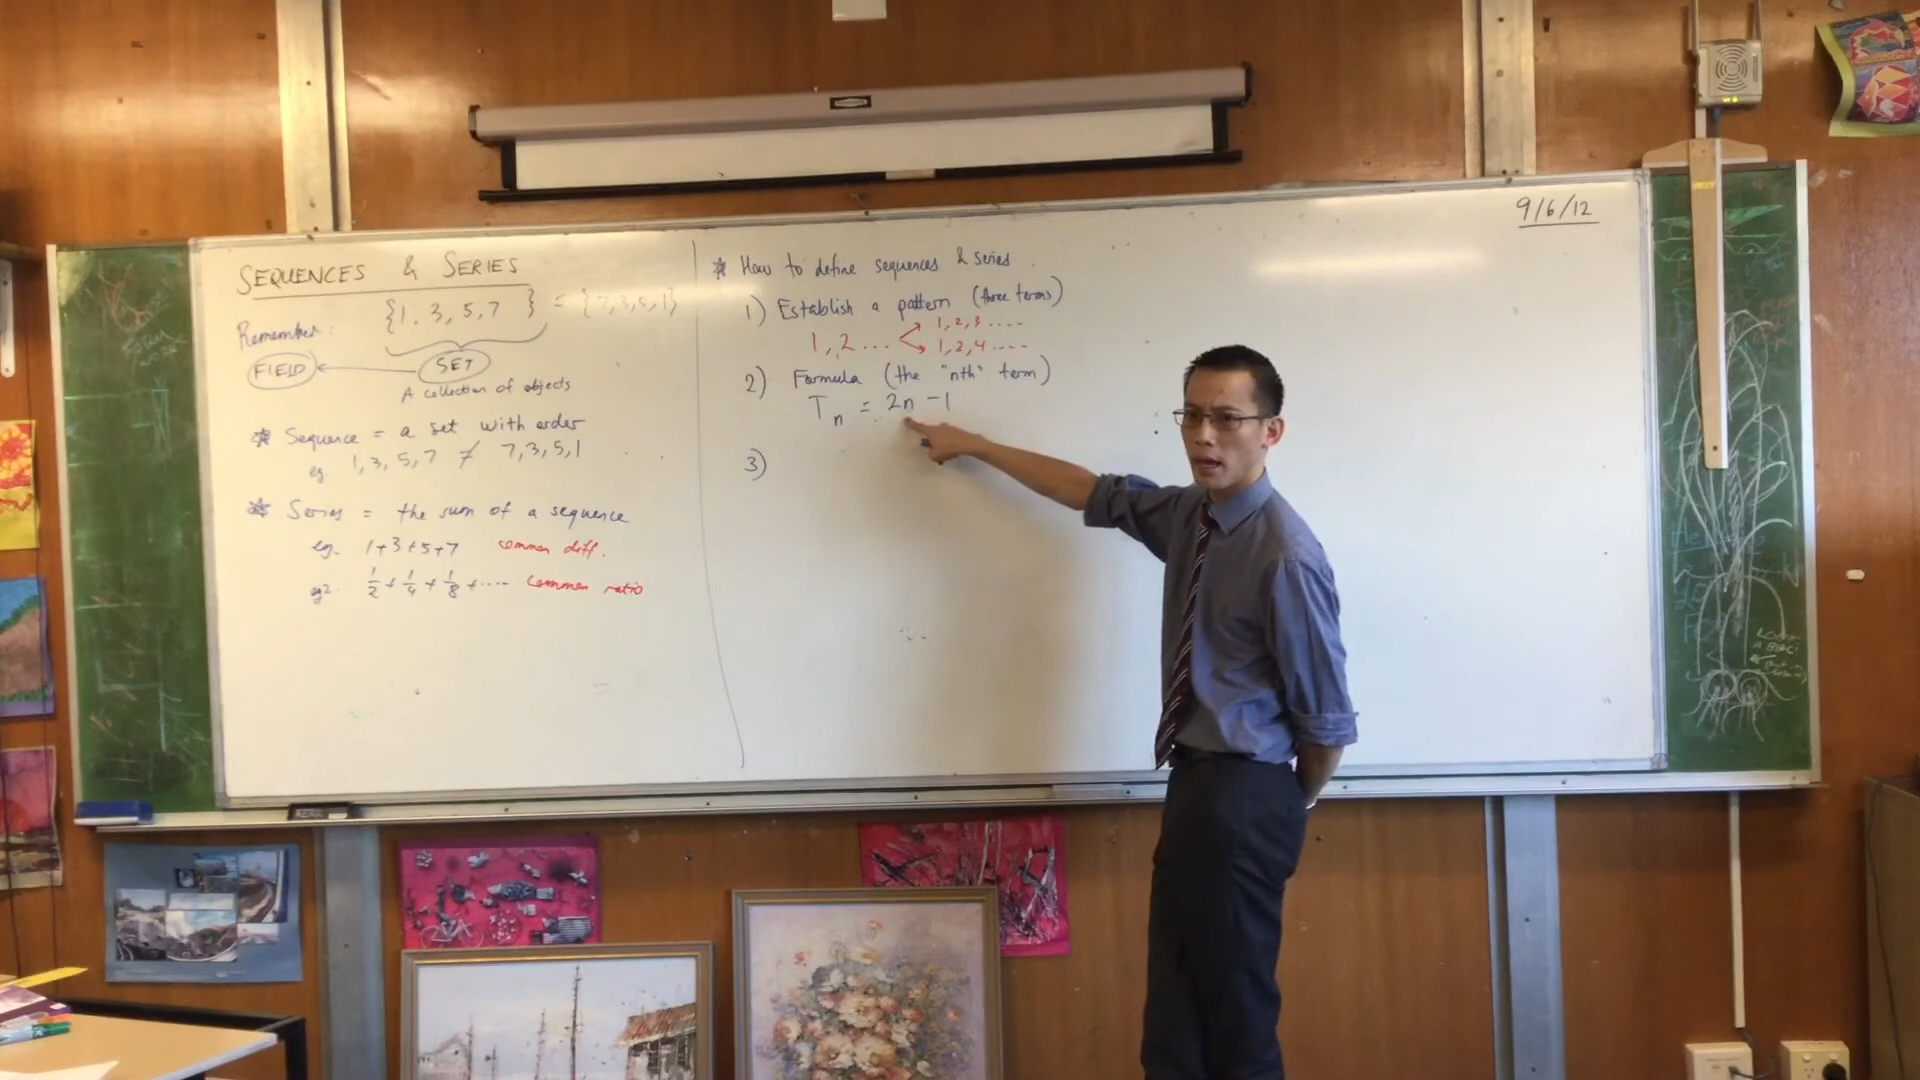 SEQUENCES & SERIES
{1, 3, 5, 7 } = {7,3,5,1}
Remember:
FIELD ← SET
A collection of objects
* Sequence = a set with order
eg. 1, 3, 5, 7 ≠ 7,3,5,1
* Series = the sum of a sequence
eg. 1+3+5+7 common diff.
eg2. 1/2 + 1/4 + 1/8 + .... common ratio
* How to define sequences & series
1) Establish a pattern (three terms)
1, 2 ... 1, 2, 3 ....
1, 2, 4 ....
2) Formula (the "nth" term)
Tn = 2n - 1
3)
9/6/12